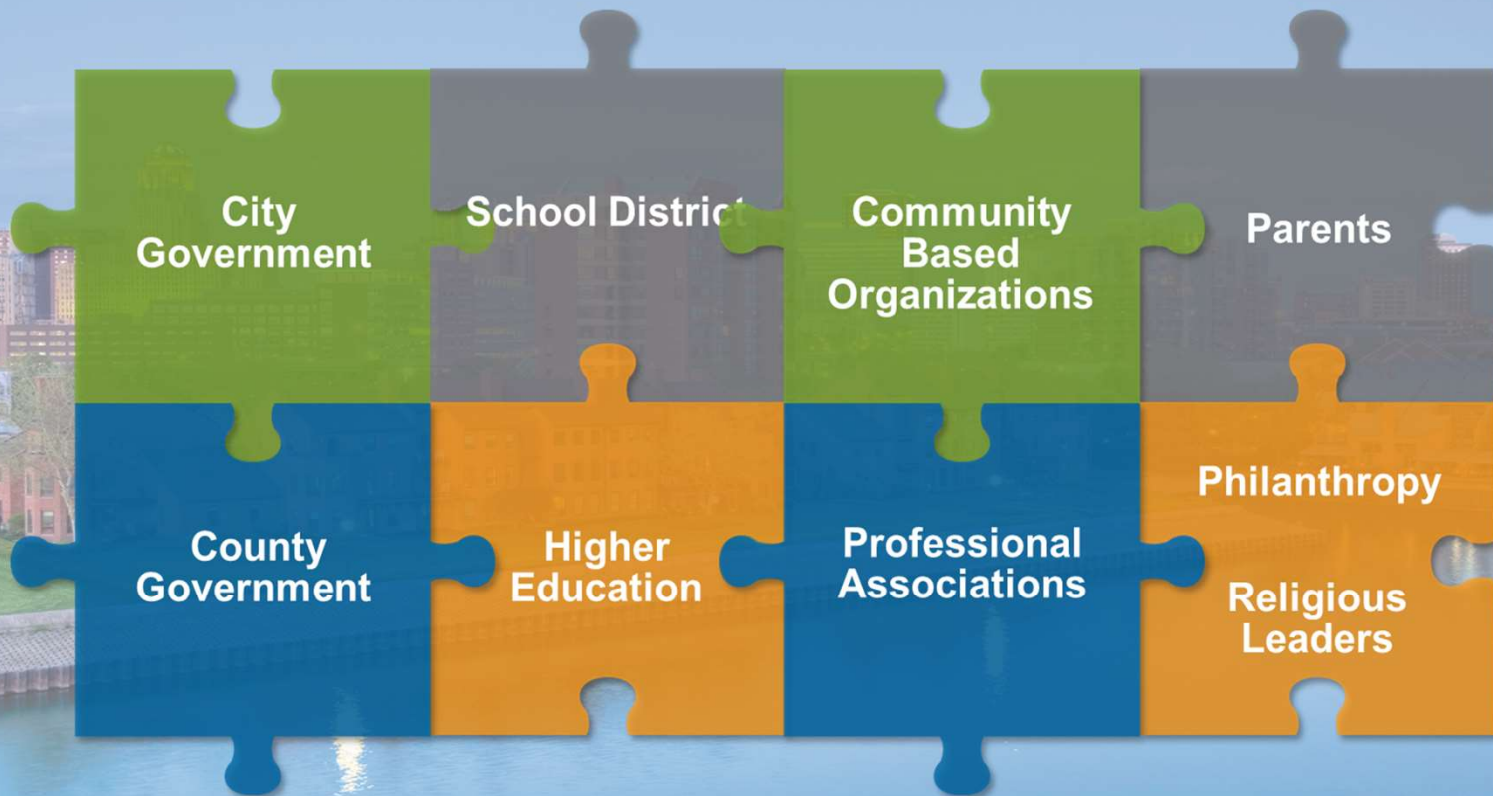 City
Government
School District
Community
Based
Organizations
Parents
County
Government
Higher
Education
Professional
Associations
Philanthropy
Religious
Leaders